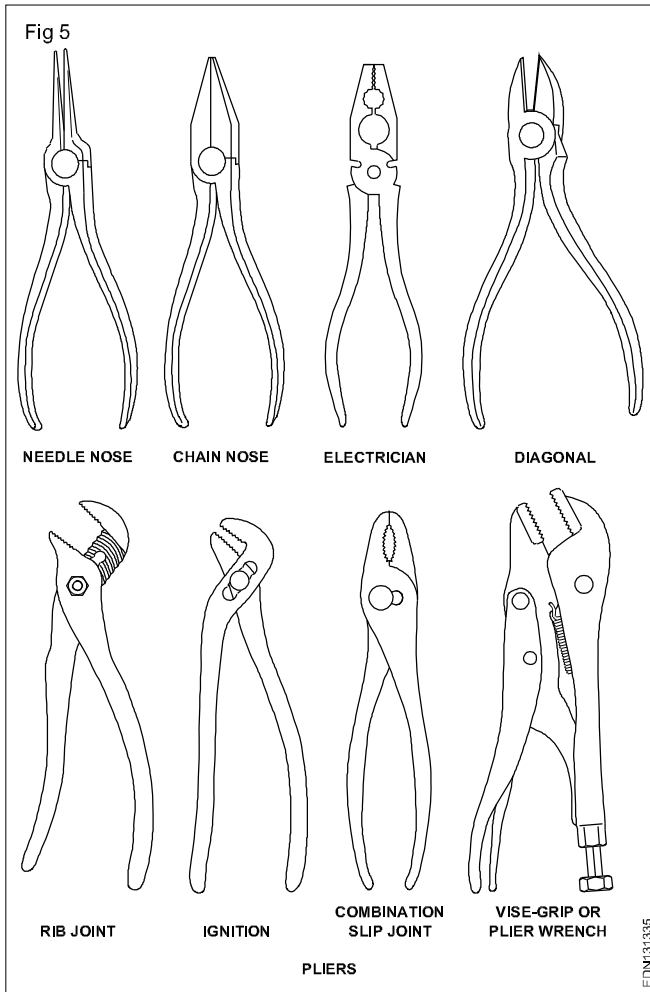 Fig 5
NEEDLE NOSE
CHAIN NOSE
ELECTRICIAN
DIAGONAL
RIB JOINT
IGNITION
COMBINATION
SLIP JOINT
VISE-GRIP OR
PLIER WRENCH
PLIERS
EDN131335